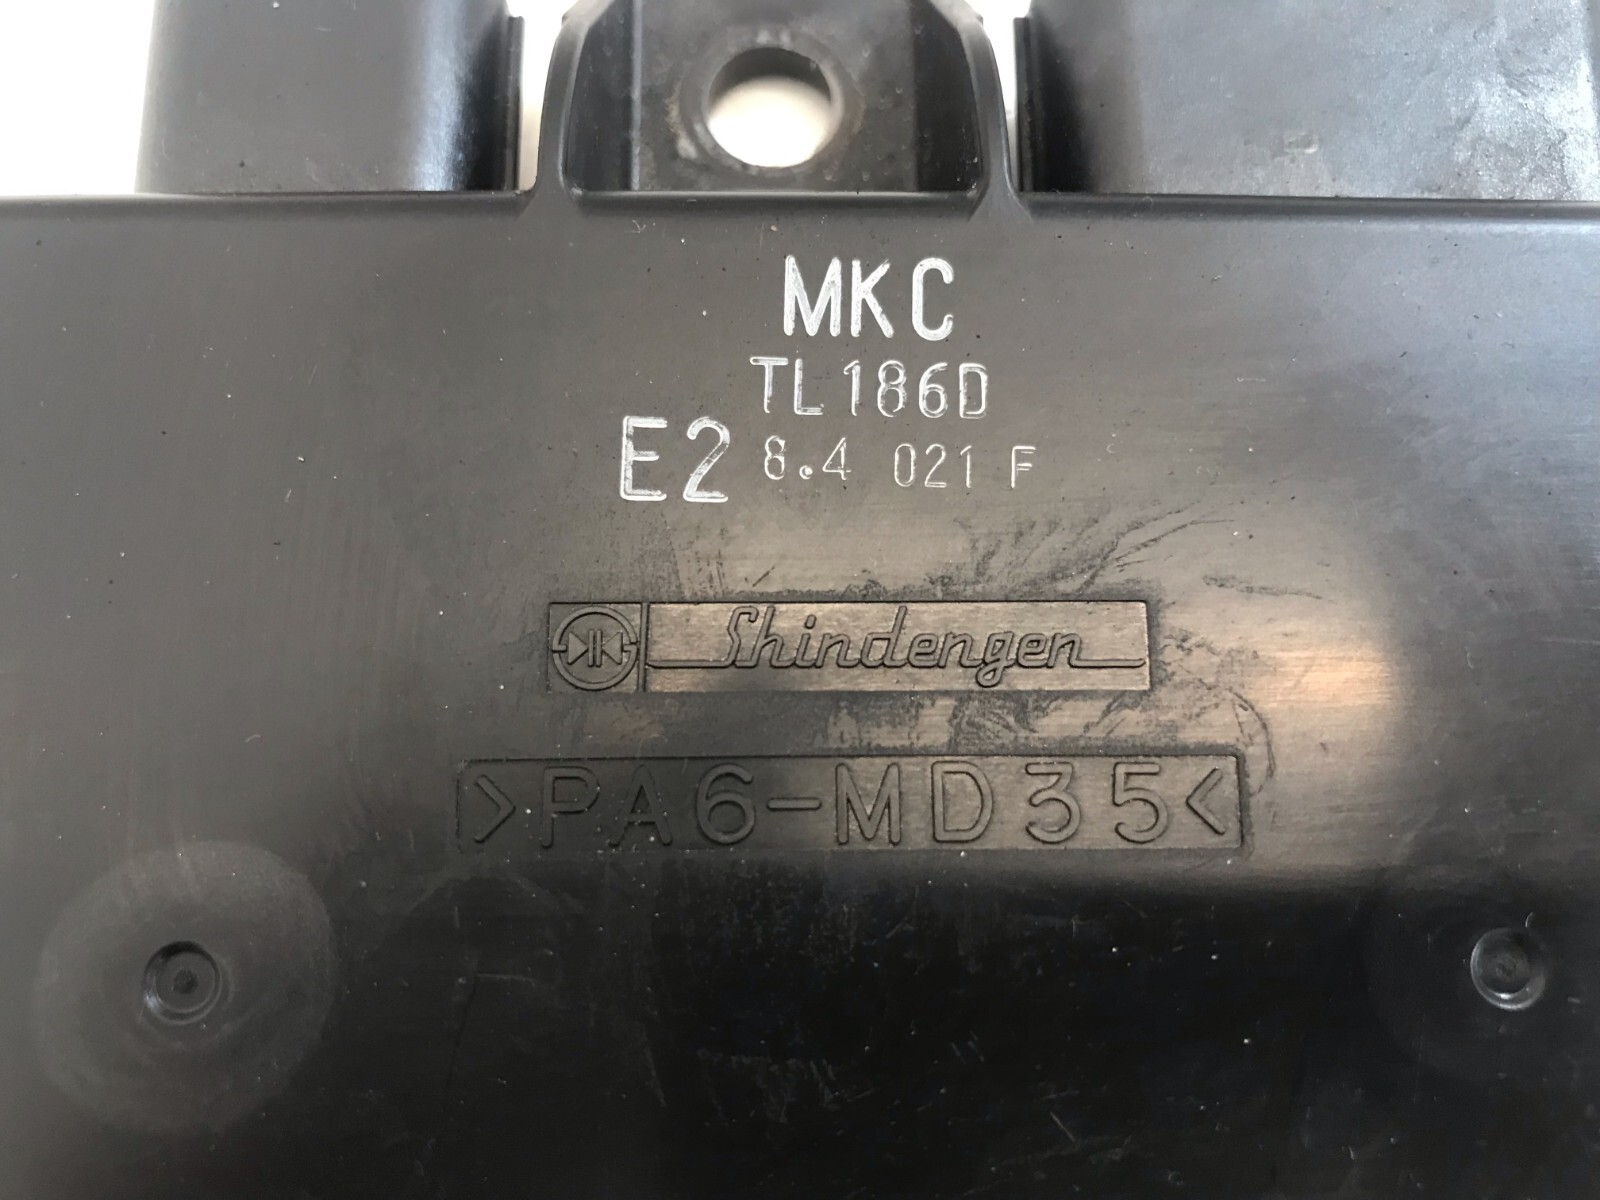 MKC
TL186D
E2 8.4 021 F
Shindengen
>PA6-MD35<